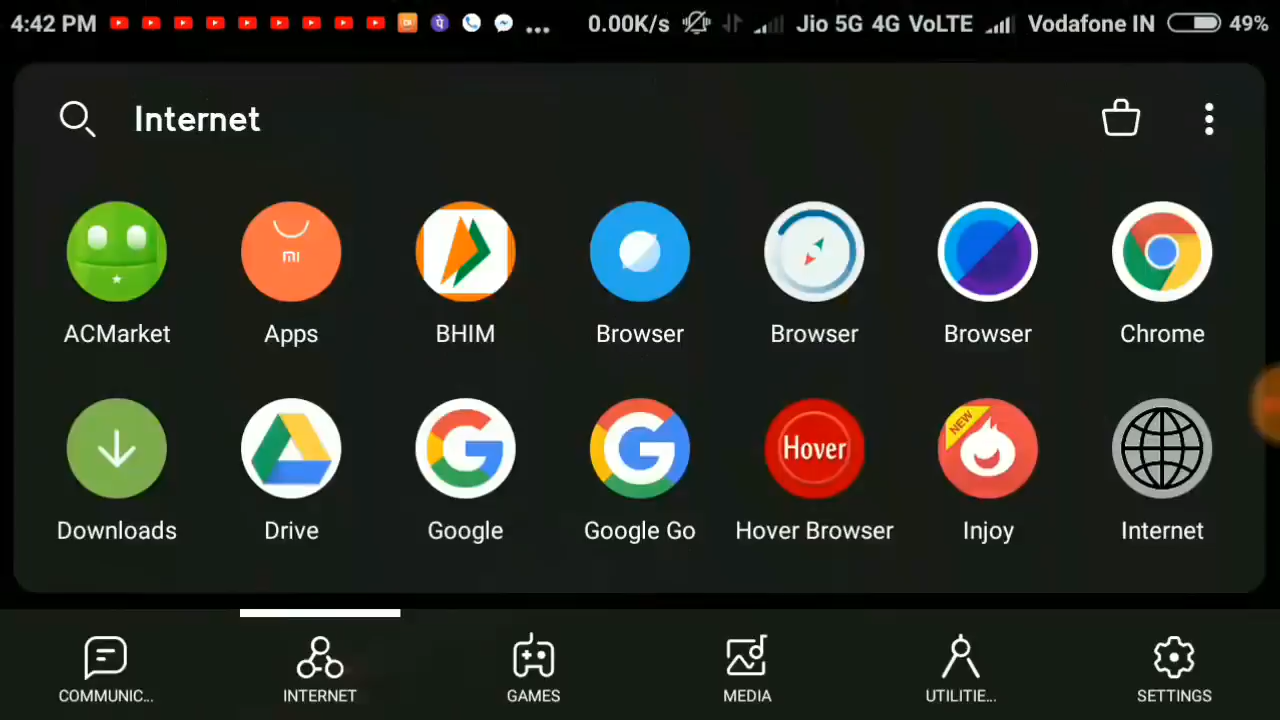 4:42 PM ... 0.00K/s Jio 5G 4G VoLTE Vodafone IN 49%
Internet
mi
ACMarket Apps BHIM Browser Browser Browser Chrome
NEW
Hover
Downloads Drive Google Google Go Hover Browser Injoy Internet
COMMUNIC... INTERNET GAMES MEDIA UTILITIE... SETTINGS